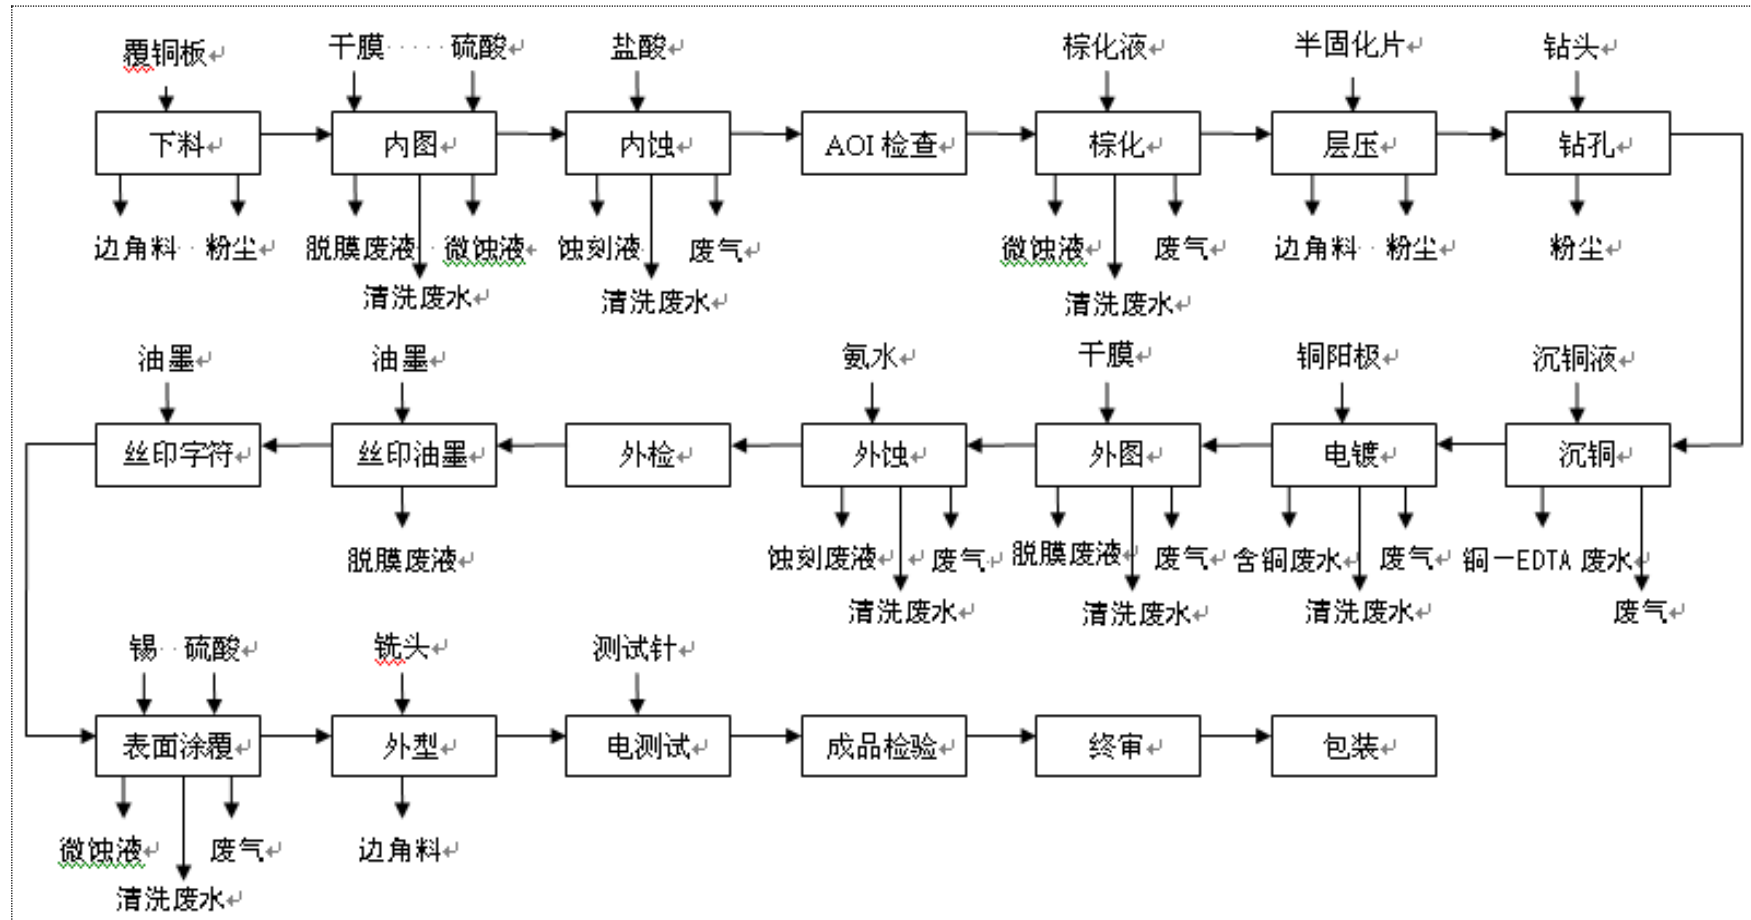 覆铜板 干膜 硫酸 盐酸 棕化液 半固化片 钻头
下料 内图 内蚀 AOI 检查 棕化 层压 钻孔
边角料 粉尘 脱膜废液 微蚀液 蚀刻液 废气 微蚀液 废气 边角料 粉尘 粉尘
清洗废水 清洗废水 清洗废水
油墨 油墨 氨水 干膜 铜阳极 沉铜液
丝印字符 丝印油墨 外检 外蚀 外图 电镀 沉铜
脱膜废液 蚀刻废液 废气 脱膜废液 废气 含铜废水 废气 铜—EDTA 废水
清洗废水 清洗废水 清洗废水 废气
锡 硫酸 铣头 测试针
表面涂覆 外型 电测试 成品检验 终审 包装
微蚀液 废气 边角料
清洗废水